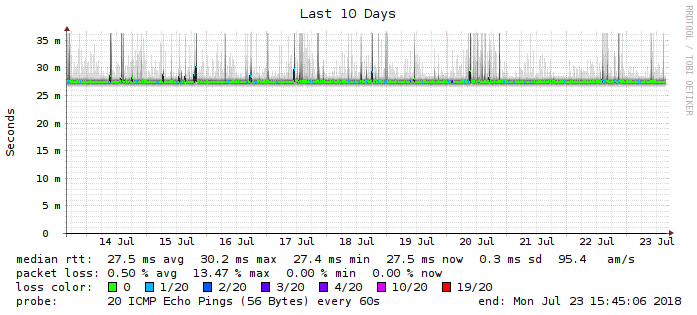 Last 10 Days
RRDTOOL / TOBI OETIKER
Seconds
35 m
30 m
25 m
20 m
15 m
10 m
5 m
0
14 Jul 15 Jul 16 Jul 17 Jul 18 Jul 19 Jul 20 Jul 21 Jul 22 Jul 23 Jul
median rtt: 27.5 ms avg 30.2 ms max 27.4 ms min 27.5 ms now 0.3 ms sd 95.4 am/s
packet loss: 0.50 % avg 13.47 % max 0.00 % min 0.00 % now
loss color: 0 1/20 2/20 3/20 4/20 10/20 19/20
probe: 20 ICMP Echo Pings (56 Bytes) every 60s end: Mon Jul 23 15:45:06 2018